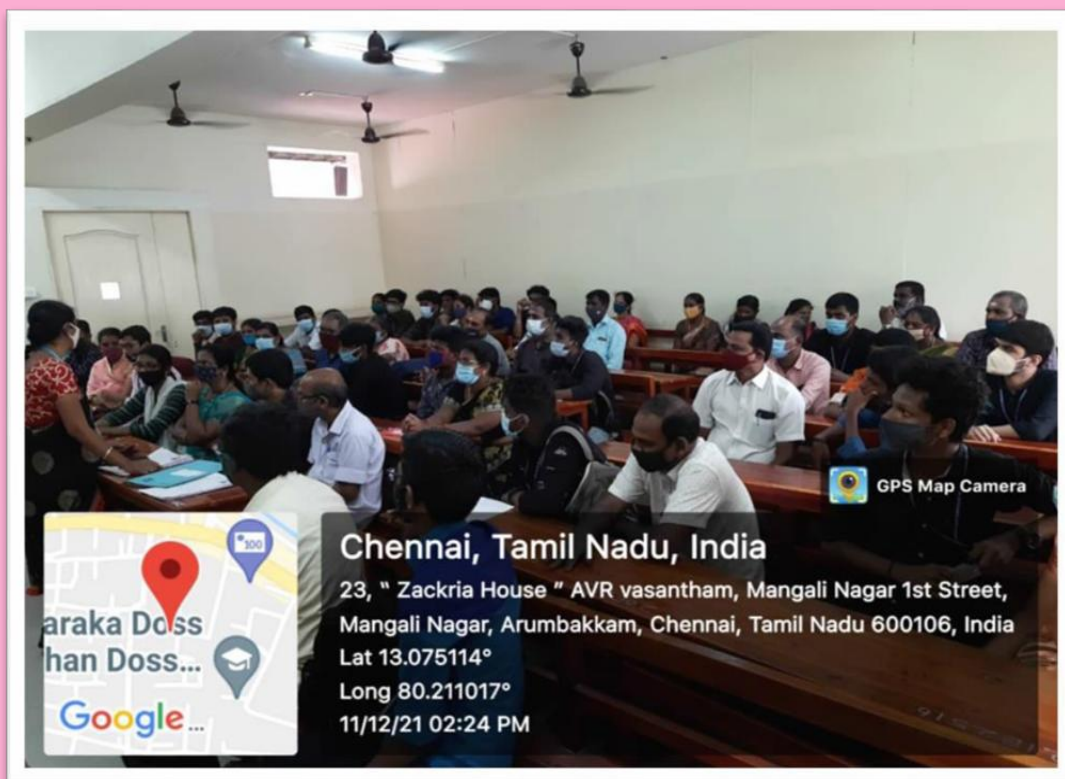 GPS Map Camera
100
araka Doss
han Doss...
Google...
Chennai, Tamil Nadu, India
23, " Zackria House " AVR vasantham, Mangali Nagar 1st Street,
Mangali Nagar, Arumbakkam, Chennai, Tamil Nadu 600106, India
Lat 13.075114°
Long 80.211017°
11/12/21 02:24 PM